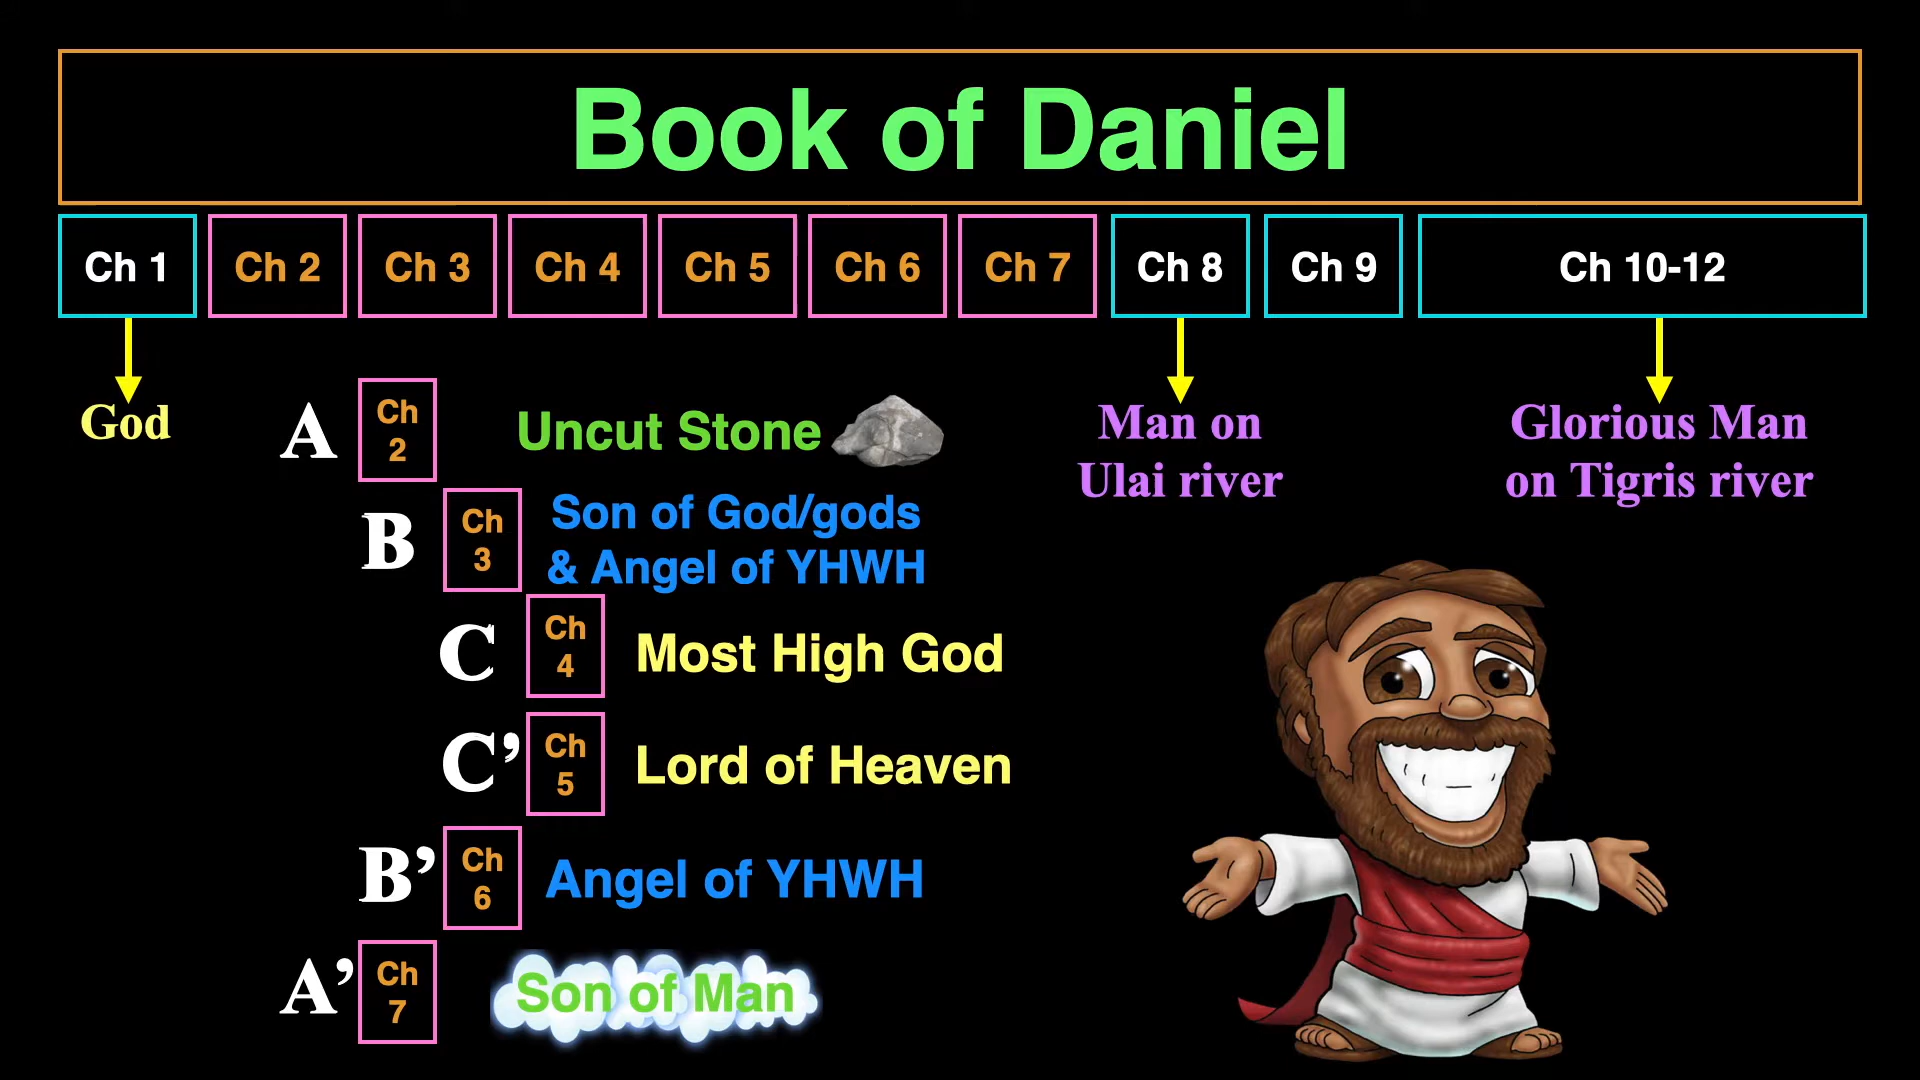 Book of Daniel
Ch 1
Ch 2
Ch 3
Ch 4
Ch 5
Ch 6
Ch 7
Ch 8
Ch 9
Ch 10-12
God
Man on
Ulai river
Glorious Man
on Tigris river
A
Ch
2
Uncut Stone
B
Ch
3
Son of God/gods
& Angel of YHWH
C
Ch
4
Most High God
C’
Ch
5
Lord of Heaven
B’
Ch
6
Angel of YHWH
A’
Ch
7
Son of Man